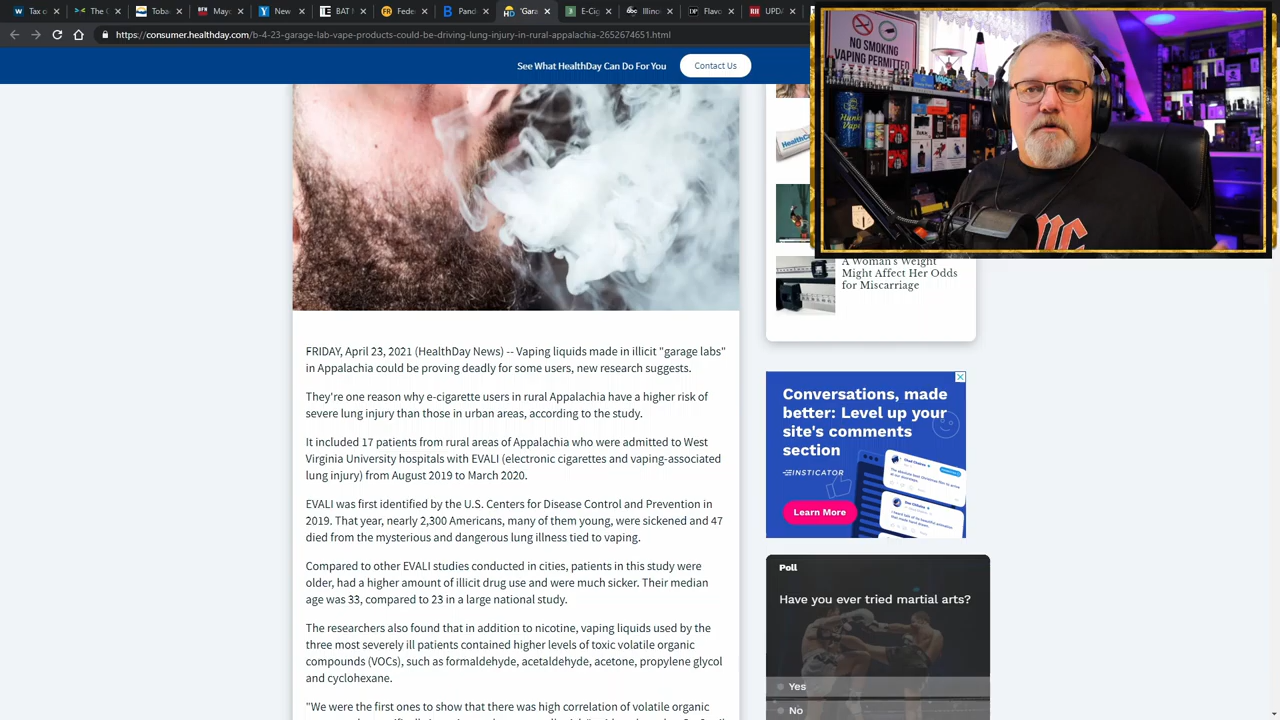 Tax
The
May
BAT
Illinc
Pawr
UPDA
https://consumer.healthday.com
age-lab-vape-products-could-be-driving-lung-injury-in-rural-appalachia-2652674651.html
See What HealthDay Can Do For You
Contact Us
NO SMOKING
VAPING PERMITTED
VAPE
A Woman's Weight
Might Affect Her Odds
for Miscarriage
FRIDAY, April 23, 2021 (HealthDay News) -- Vaping liquids made in illicit "garage labs"
in Appalachia could be proving deadly for some users, new research suggests.
They're one reason why e-cigarette users in rural Appalachia have a higher risk of
severe lung injury than those in urban areas, according to the study.
It included 17 patients from rural areas of Appalachia who were admitted to West
Virginia University hospitals with EVALI (electronic cigarettes and vaping-associated
lung injury) from August 2019 to March 2020.
EVALI was first identified by the U.S. Centers for Disease Control and Prevention in
2019. That year, nearly 2,300 Americans, many of them young, were sickened and 47
died from the mysterious and dangerous lung illness tied to vaping.
Compared to other EVALI studies conducted in cities, patients in this study were
older, had a higher amount of illicit drug use and were much sicker. Their median
age was 33, compared to 23 in a large national study.
The researchers also found that in addition to nicotine, vaping liquids used by the
three most severely ill patients contained higher levels of toxic volatile organic
compounds (VOCs), such as formaldehyde, acetaldehyde, acetone, propylene glycol
and cyclohexane.
"We were the first ones to show that there was high correlation of volatile organic
Conversations, made
better: Level up your
site's comments
section
INSTICATOR
Learn More
Poll
Have you ever tried martial arts?
Yes
No